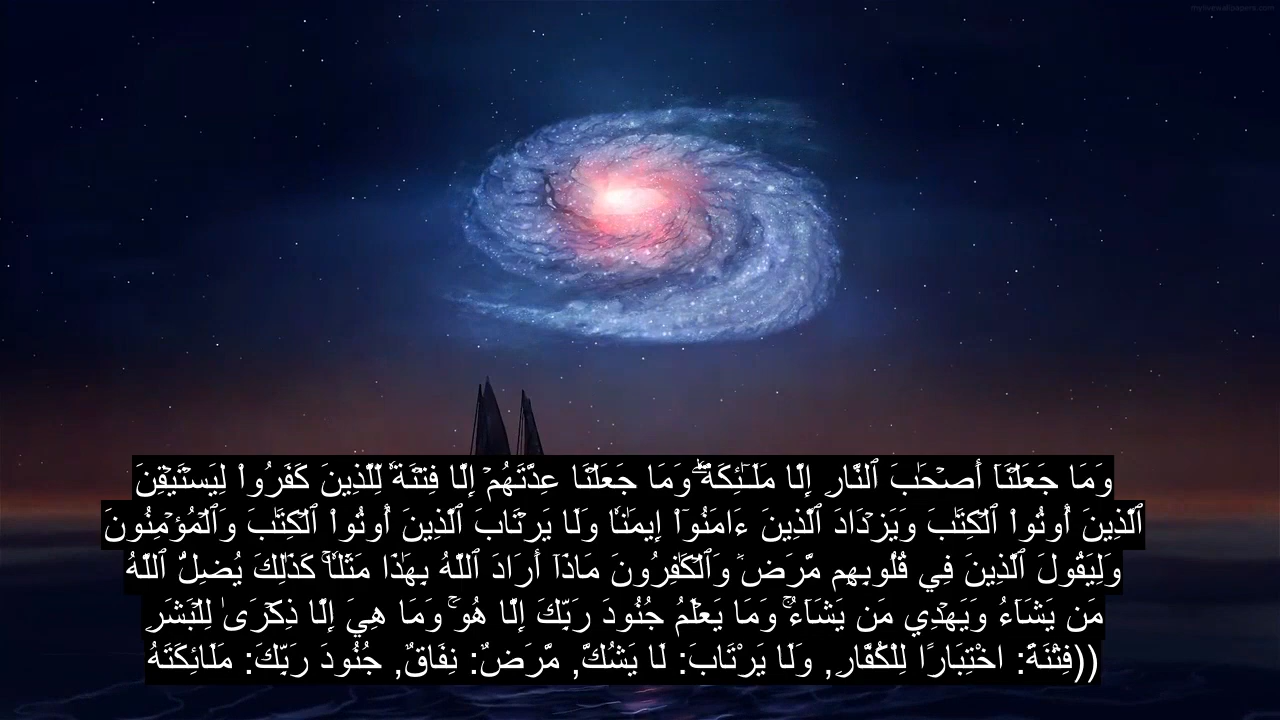 وَمَا جَعَلۡنَآ أَصۡحَٰبَ ٱلنَّارِ إِلَّا مَلَٰٓئِكَةٗۖ وَمَا جَعَلۡنَا عِدَّتَهُمۡ إِلَّا فِتۡنَةٗ لِّلَّذِينَ كَفَرُواْ لِيَسۡتَيۡقِنَ
ٱلَّذِينَ أُوتُواْ ٱلۡكِتَٰبَ وَيَزۡدَادَ ٱلَّذِينَ ءَامَنُوٓاْ إِيمَٰنٗا وَلَا يَرۡتَابَ ٱلَّذِينَ أُوتُواْ ٱلۡكِتَٰبَ وَٱلۡمُؤۡمِنُونَ
وَلِيَقُولَ ٱلَّذِينَ فِي قُلُوبِهِم مَّرَضٞ وَٱلۡكَٰفِرُونَ مَاذَآ أَرَادَ ٱللَّهُ بِهَٰذَا مَثَلٗاۚ كَذَٰلِكَ يُضِلُّ ٱللَّهُ
مَن يَشَآءُ وَيَهۡدِي مَن يَشَآءُۚ وَمَا يَعۡلَمُ جُنُودَ رَبِّكَ إِلَّا هُوَۚ وَمَا هِيَ إِلَّا ذِكۡرَىٰ لِلۡبَشَرِ
((فِتْنَةً: اخْتِبَارًا لِلْكُفَّارِ, وَلَا يَرْتَابَ: لَا يَشُكَّ, مَّرَضٌ: نِفَاقٌ, جُنُودَ رَبِّكَ: مَلَائِكَتَهُ